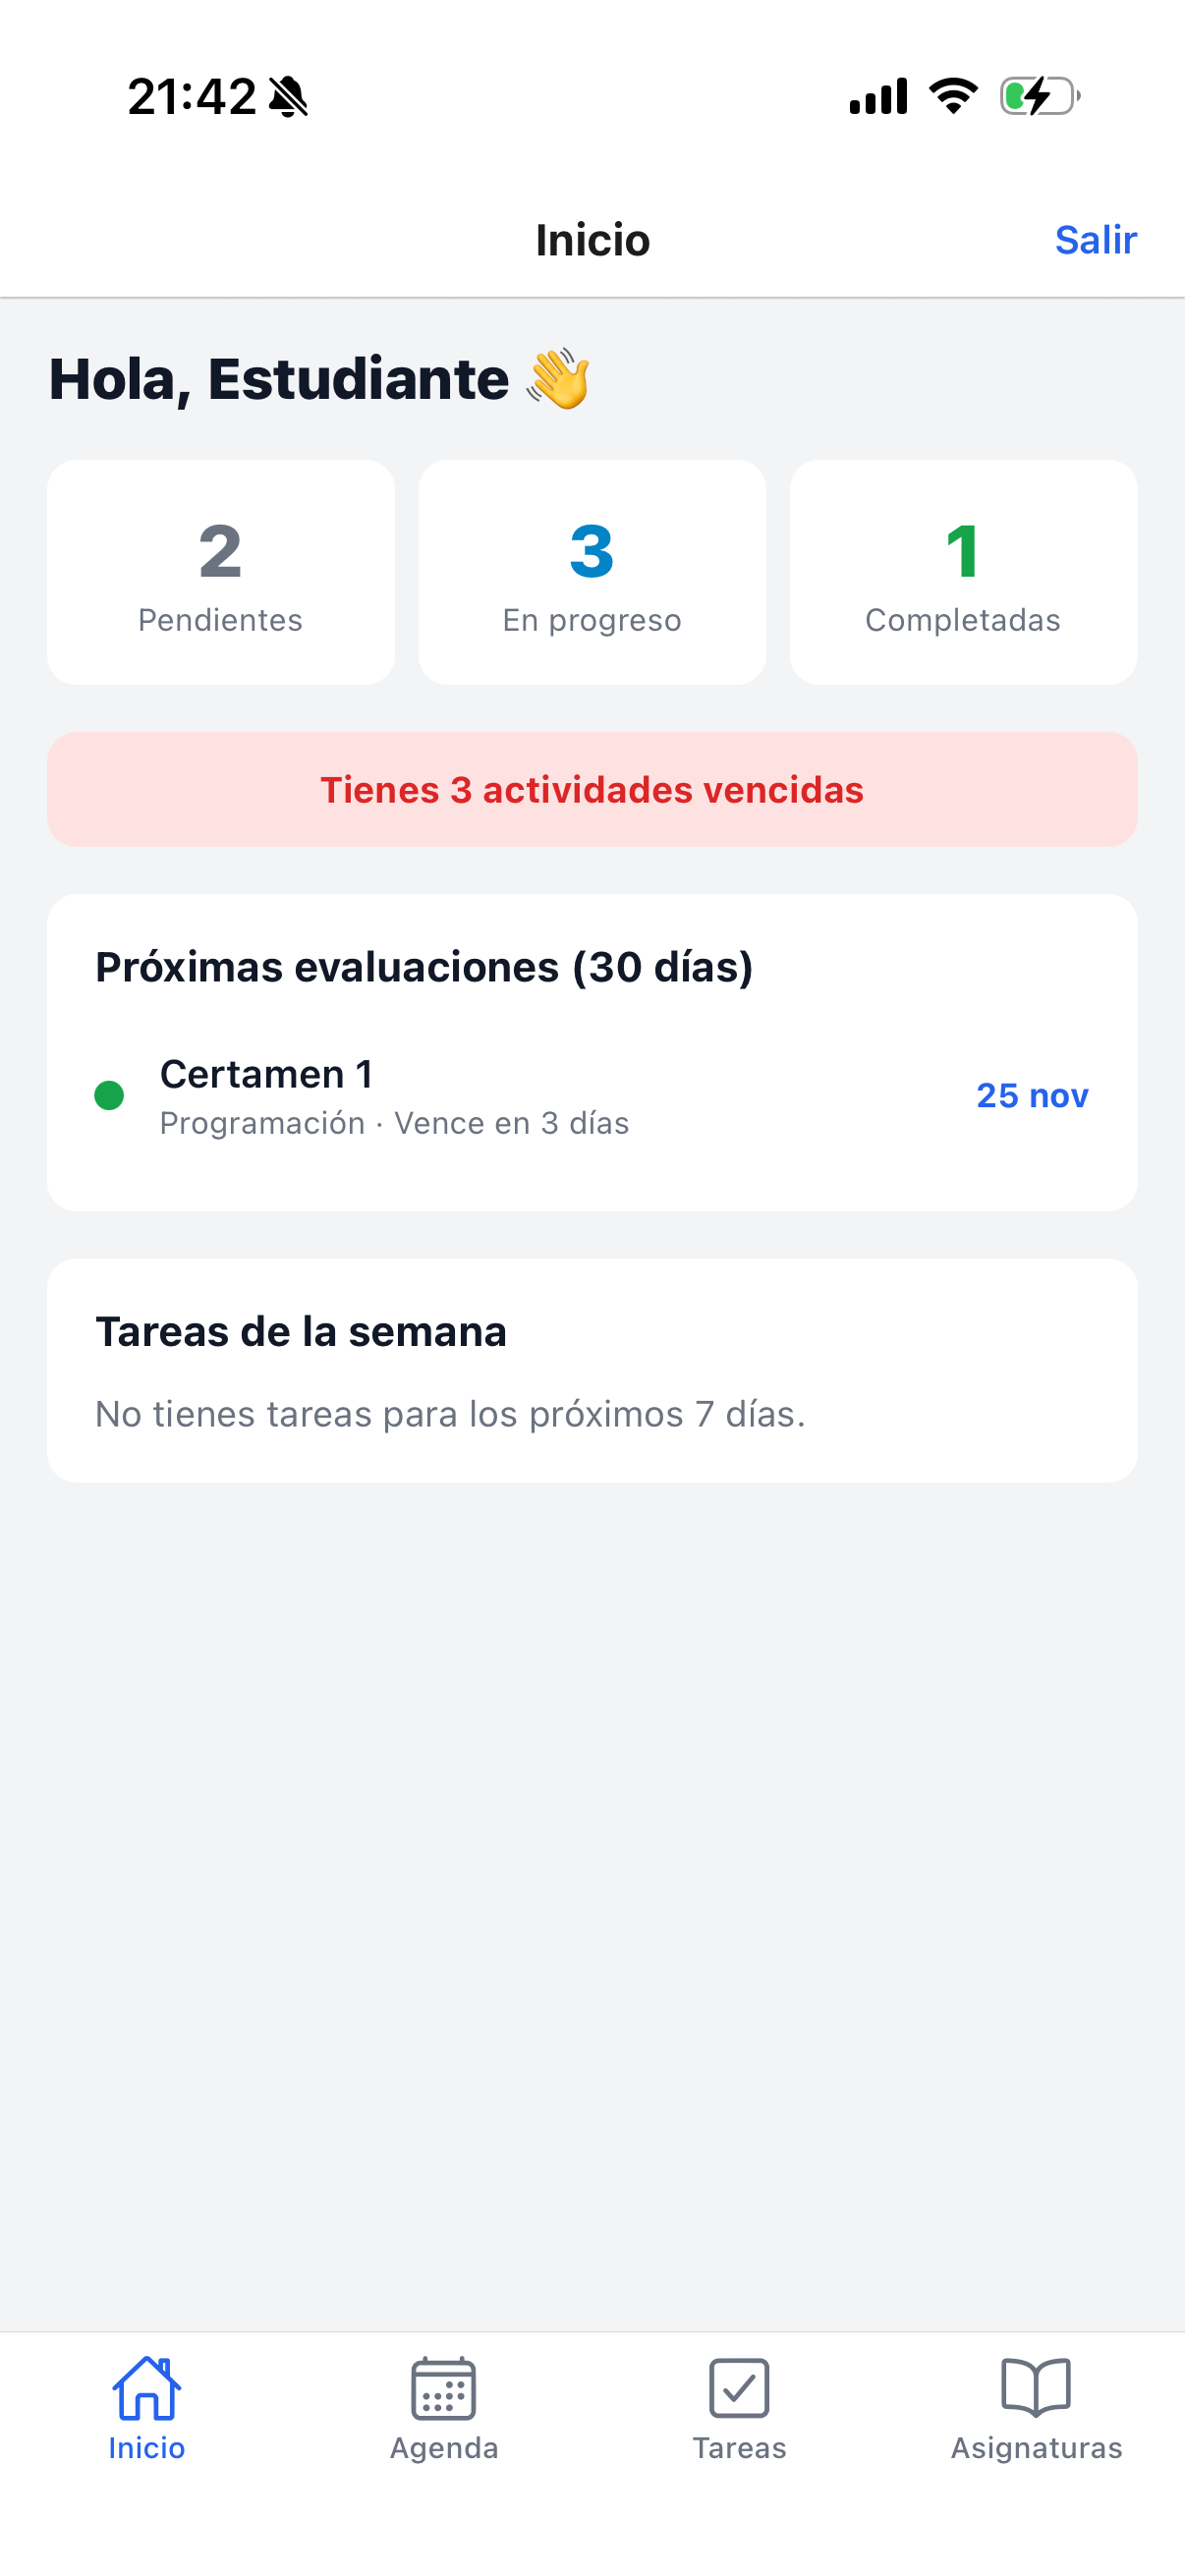 21:42
Inicio
Salir
Hola, Estudiante 👋
2
Pendientes
3
En progreso
1
Completadas
Tienes 3 actividades vencidas
Próximas evaluaciones (30 días)
Certamen 1
Programación · Vence en 3 días
25 nov
Tareas de la semana
No tienes tareas para los próximos 7 días.
Inicio
Agenda
Tareas
Asignaturas